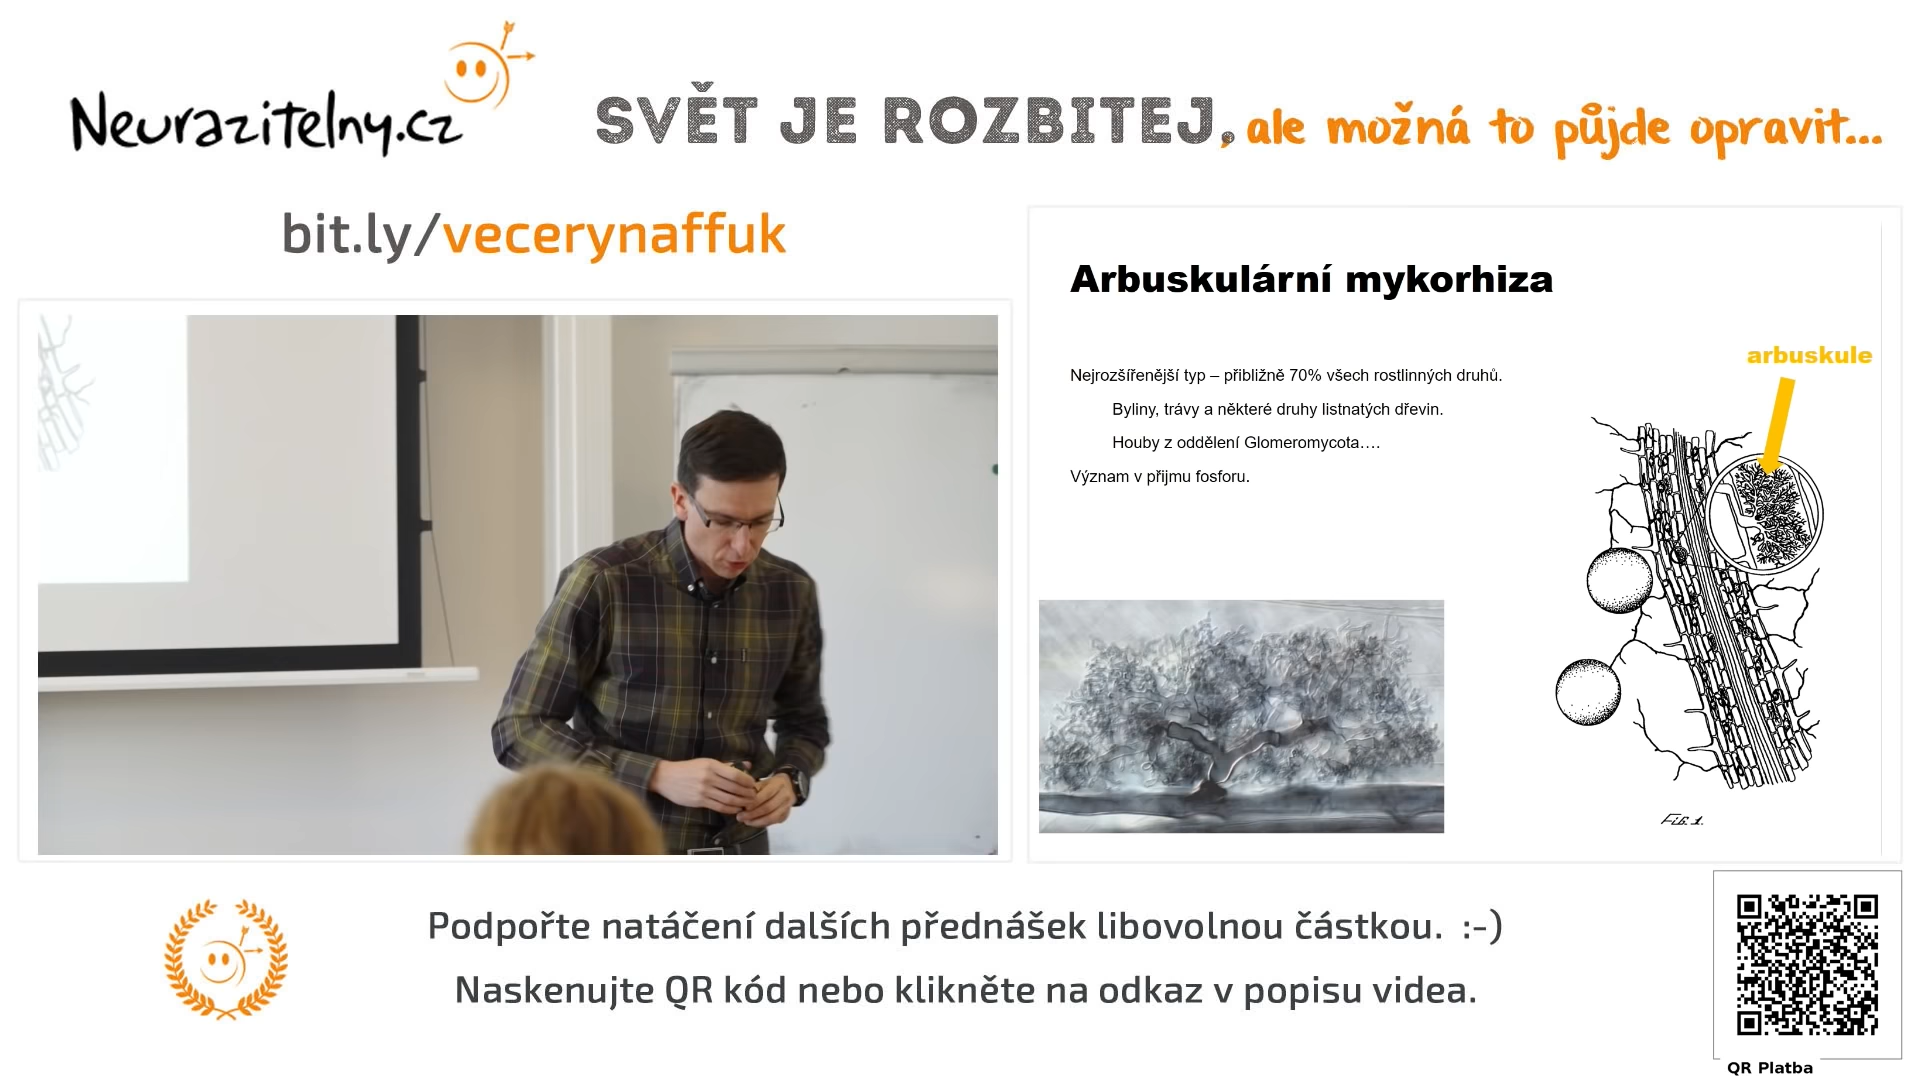 Neurazitelny.cz
SVĚT JE ROZBITEJ, ale možná to půjde opravit...
bit.ly/vecerynaffuk
Arbuskulární mykorhiza
arbuskule
Nejrozšířenější typ – přibližně 70% všech rostlinných druhů.
Byliny, trávy a některé druhy listnatých dřevin.
Houby z oddělení Glomeromycota….
Význam v přijmu fosforu.
FIG. 1.
Podpořte natáčení dalších přednášek libovolnou částkou. :-)
Naskenujte QR kód nebo klikněte na odkaz v popisu videa.
QR Platba